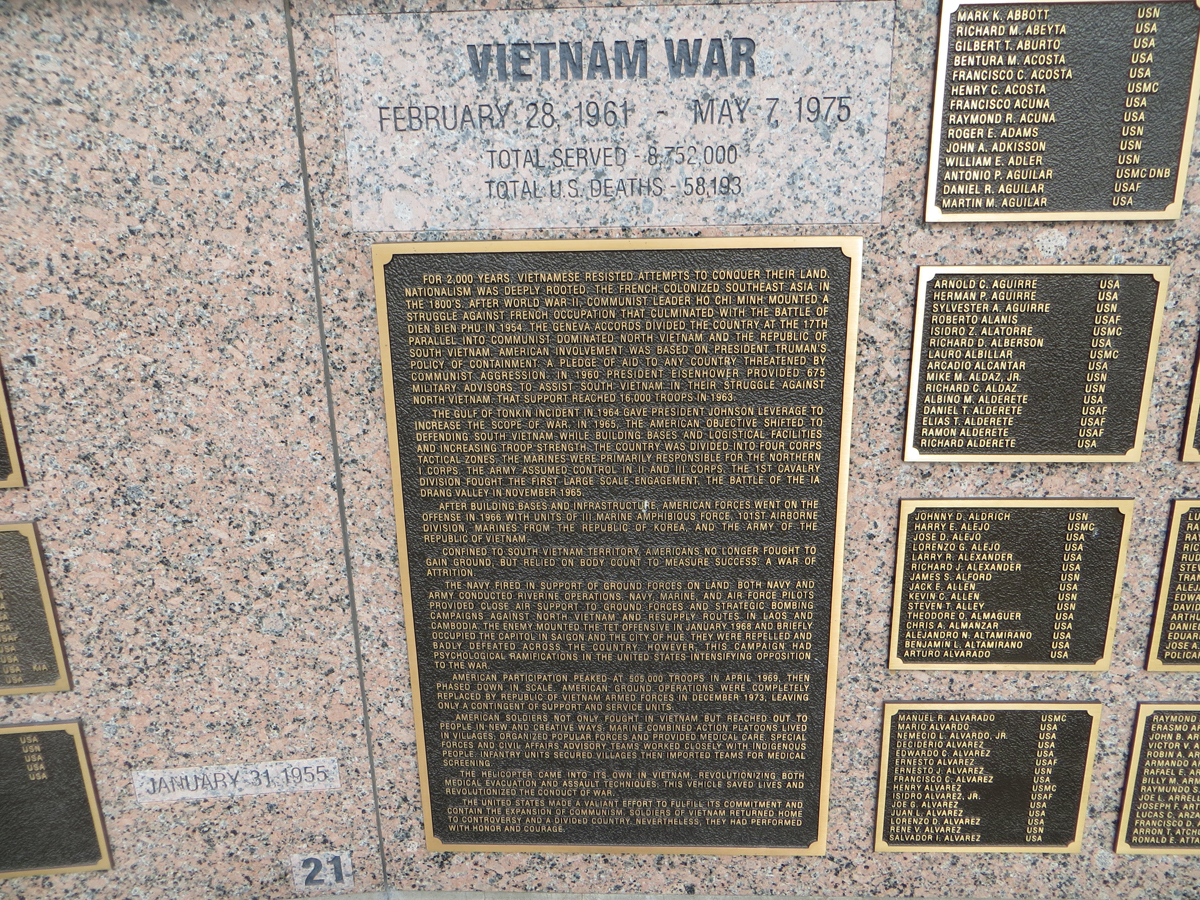 VIETNAM WAR
FEBRUARY 28, 1961 - MAY 7, 1975
TOTAL SERVED - 8,752,000
TOTAL U.S. DEATHS - 58,193
FOR 2,000 YEARS, VIETNAMESE RESISTED ATTEMPTS TO CONQUER THEIR LAND.
NATIONALISM WAS DEEPLY ROOTED. THE FRENCH COLONIZED SOUTHEAST ASIA IN
THE 1800'S. AFTER WORLD WAR II, COMMUNIST LEADER HO CHI MINH MOUNTED A
STRUGGLE AGAINST FRENCH OCCUPATION THAT CULMINATED WITH THE BATTLE OF
DIEN BIEN PHU IN 1954. THE GENEVA ACCORDS DIVIDED THE COUNTRY AT THE 17TH
PARALLEL INTO COMMUNIST DOMINATED NORTH VIETNAM AND THE REPUBLIC OF
SOUTH VIETNAM. AMERICAN INVOLVEMENT WAS BASED ON PRESIDENT TRUMAN'S
POLICY OF CONTAINMENT, A PLEDGE OF AID TO ANY COUNTRY THREATENED BY
COMMUNIST AGGRESSION. IN 1960 PRESIDENT EISENHOWER PROVIDED 675
MILITARY ADVISORS TO ASSIST SOUTH VIETNAM IN THEIR STRUGGLE AGAINST
NORTH VIETNAM. THAT SUPPORT REACHED 16,000 TROOPS IN 1963.
THE GULF OF TONKIN INCIDENT IN 1964 GAVE PRESIDENT JOHNSON LEVERAGE TO
INCREASE THE SCOPE OF WAR. IN 1965, THE AMERICAN OBJECTIVE SHIFTED TO
DEFENDING SOUTH VIETNAM WHILE BUILDING BASES AND LOGISTICAL FACILITIES
AND INCREASING TROOP STRENGTH. THE COUNTRY WAS DIVIDED INTO FOUR CORPS
TACTICAL ZONES. THE MARINES WERE PRIMARILY RESPONSIBLE FOR THE NORTHERN
I CORPS. THE ARMY ASSUMED CONTROL IN II AND III CORPS. THE 1ST CAVALRY
DIVISION FOUGHT THE FIRST LARGE SCALE ENGAGEMENT, THE BATTLE OF THE IA
DRANG VALLEY IN NOVEMBER 1965.
AFTER BUILDING BASES AND INFRASTRUCTURE, AMERICAN FORCES WENT ON THE
OFFENSE IN 1966 WITH UNITS OF III MARINE AMPHIBIOUS FORCE, 101ST AIRBORNE
DIVISION, MARINES FROM THE REPUBLIC OF KOREA, AND THE ARMY OF THE
REPUBLIC OF VIETNAM.
CONFINED TO SOUTH VIETNAM TERRITORY, AMERICANS NO LONGER FOUGHT TO
GAIN GROUND, BUT RELIED ON BODY COUNT TO MEASURE SUCCESS: A WAR OF
ATTRITION.
THE NAVY FIRED IN SUPPORT OF GROUND FORCES ON LAND. BOTH NAVY AND
ARMY CONDUCTED RIVERINE OPERATIONS. NAVY, MARINE, AND AIR FORCE PILOTS
PROVIDED CLOSE AIR SUPPORT TO GROUND FORCES AND STRATEGIC BOMBING
CAMPAIGNS AGAINST NORTH VIETNAM AND RESUPPLY ROUTES IN LAOS AND
CAMBODIA. THE ENEMY MOUNTED THE TET OFFENSIVE IN JANUARY 1968 AND BRIEFLY
OCCUPIED THE CAPITOL IN SAIGON AND THE CITY OF HUE. THEY WERE REPELLED AND
BADLY DEFEATED ACROSS THE COUNTRY. HOWEVER, THIS CAMPAIGN HAD
PSYCHOLOGICAL RAMIFICATIONS IN THE UNITED STATES INTENSIFYING OPPOSITION
TO THE WAR.
AMERICAN PARTICIPATION PEAKED AT 505,000 TROOPS IN APRIL 1969, THEN
PHASED DOWN IN SCALE. AMERICAN GROUND OPERATIONS WERE COMPLETELY
REPLACED BY REPUBLIC OF VIETNAM ARMED FORCES IN DECEMBER 1973, LEAVING
ONLY A CONTINGENT OF SUPPORT AND SERVICE UNITS.
AMERICAN SOLDIERS NOT ONLY FOUGHT IN VIETNAM BUT REACHED OUT TO
PEOPLE IN NEW AND CREATIVE WAYS. MARINE COMBINED ACTION PLATOONS LIVED
IN VILLAGES, ORGANIZED POPULAR FORCES AND PROVIDED MEDICAL CARE. SPECIAL
FORCES AND CIVIL AFFAIRS ADVISORY TEAMS WORKED CLOSELY WITH INDIGENOUS
PEOPLE. INFANTRY UNITS SECURED VILLAGES THEN IMPORTED TEAMS FOR MEDICAL
SCREENING.
THE HELICOPTER CAME INTO ITS OWN IN VIETNAM, REVOLUTIONIZING BOTH
MEDICAL EVACUATION AND ASSAULT TECHNIQUES; THIS VEHICLE SAVED LIVES AND
REVOLUTIONIZED THE CONDUCT OF WAR.
THE UNITED STATES MADE A VALIANT EFFORT TO FULFILL ITS COMMITMENT AND
CONTAIN THE EXPANSION OF COMMUNISM. SOLDIERS OF VIETNAM RETURNED HOME
TO CONTROVERSY AND A DIVIDED COUNTRY. NEVERTHELESS, THEY HAD PERFORMED
WITH HONOR AND COURAGE.
MARK K. ABBOTT USN
RICHARD M. ABEYTA USA
GILBERT T. ABURTO USA
BENTURA M. ACOSTA USA
FRANCISCO C. ACOSTA USA
HENRY C. ACOSTA USMC
FRANCISCO ACUNA USA
RAYMOND R. ACUNA USA
ROGER E. ADAMS USN
JOHN A. ADKISSON USN
WILLIAM E. ADLER USN
ANTONIO P. AGUILAR USMC DNB
DANIEL R. AGUILAR USAF
MARTIN M. AGUILAR USA
ARNOLD C. AGUIRRE USA
HERMAN P. AGUIRRE USA
SYLVESTER A. AGUIRRE USN
ROBERTO ALANIS USAF
ISIDRO Z. ALATORRE USMC
RICHARD D. ALBERSON USA
LAURO ALBILLAR USMC
ARCADIO ALCANTAR USA
MIKE M. ALDAZ, JR. USN
RICHARD C. ALDAZ USN
ALBINO M. ALDERETE USA
DANIEL T. ALDERETE USAF
ELIAS T. ALDERETE USAF
RAMON ALDERETE USAF
RICHARD ALDERETE USA
JOHNNY D. ALDRICH USN
HARRY E. ALEJO USMC
JOSE D. ALEJO USA
LORENZO G. ALEJO USA
LARRY R. ALEXANDER USA
RICHARD J. ALEXANDER USA
JAMES S. ALFORD USN
JACK E. ALLEN USA
KEVIN C. ALLEN USN
STEVEN T. ALLEY USN
THEODORE O. ALMAGUER USA
CHRIS A. ALMANZAR USA
ALEJANDRO N. ALTAMIRANO USA
BENJAMIN L. ALTAMIRANO USA
ARTURO ALVARADO USA
MANUEL R. ALVARADO USMC
MARIO ALVARDO USA
NEMECIO L. ALVARDO, JR. USA
DECIDERIO ALVAREZ USA
EDWARDO C. ALVAREZ USA
ERNESTO ALVAREZ USAF
ERNESTO J. ALVAREZ USN
FRANCISCO C. ALVAREZ USA
HENRY ALVAREZ USMC
ISIDRO ALVAREZ, JR. USAF
JOE G. ALVAREZ USA
JUAN L. ALVAREZ USA
LORENZO D. ALVAREZ USA
RENE V. ALVAREZ USN
SALVADOR I. ALVAREZ USA
RAYMOND
ERASMO A
JOHN B. AR
VICTOR V. A
ROBIN A. AR
ARMANDO A
RAFAEL E. A
BILLY M. ARM
RAYMUNDO S
JOE L. ARRELL
JOSEPH F. ART
LUCAS C. ARZA
FRANCISCO D. A
ARRON T. ATCH
RONALD E. ATTA
USA
USA
USA
USA KIA
USA
USN
USA
USA
USA
JANUARY 31, 1955
21